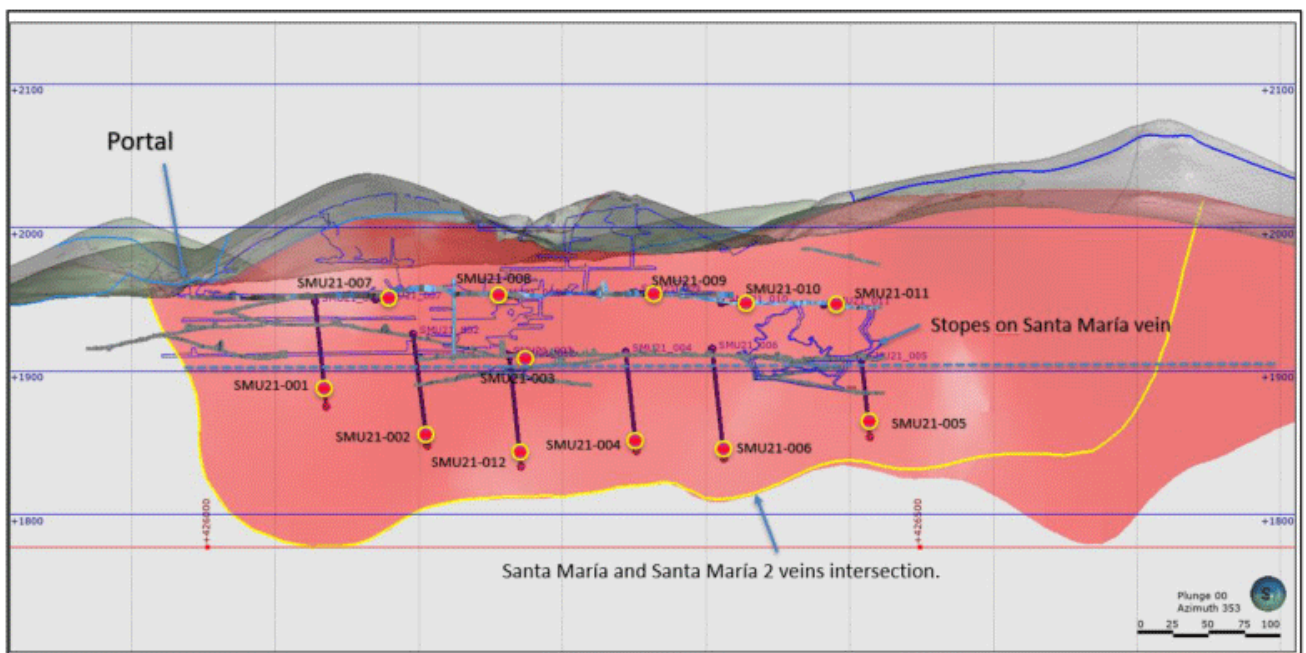 +2100
+2100
Portal
+2000
+2000
SMU21-007
SMU21-008
SMU21-009
SMU21-010
SMU21-011
Stopes on Santa María vein
SMU21_004
SMU21_006
SMU21_005
+1900
+1900
SMU21-001
SMU21-003
SMU21-002
SMU21-012
SMU21-004
SMU21-006
SMU21-005
+1800
+1800
+426000
+426500
Santa María and Santa María 2 veins intersection.
Plunge 00
Azimuth 353
S
0 25 50 75 100